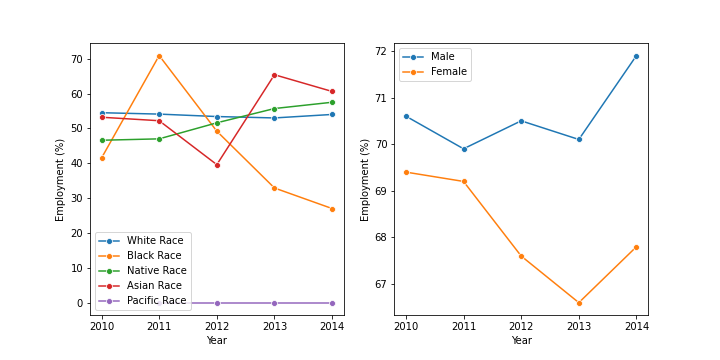 70
60
50
40
30
20
10
0
Employment (%)
White Race
Black Race
Native Race
Asian Race
Pacific Race
2010 2011 2012 2013 2014
Year
72
71
70
69
68
67
Employment (%)
Male
Female
2010 2011 2012 2013 2014
Year